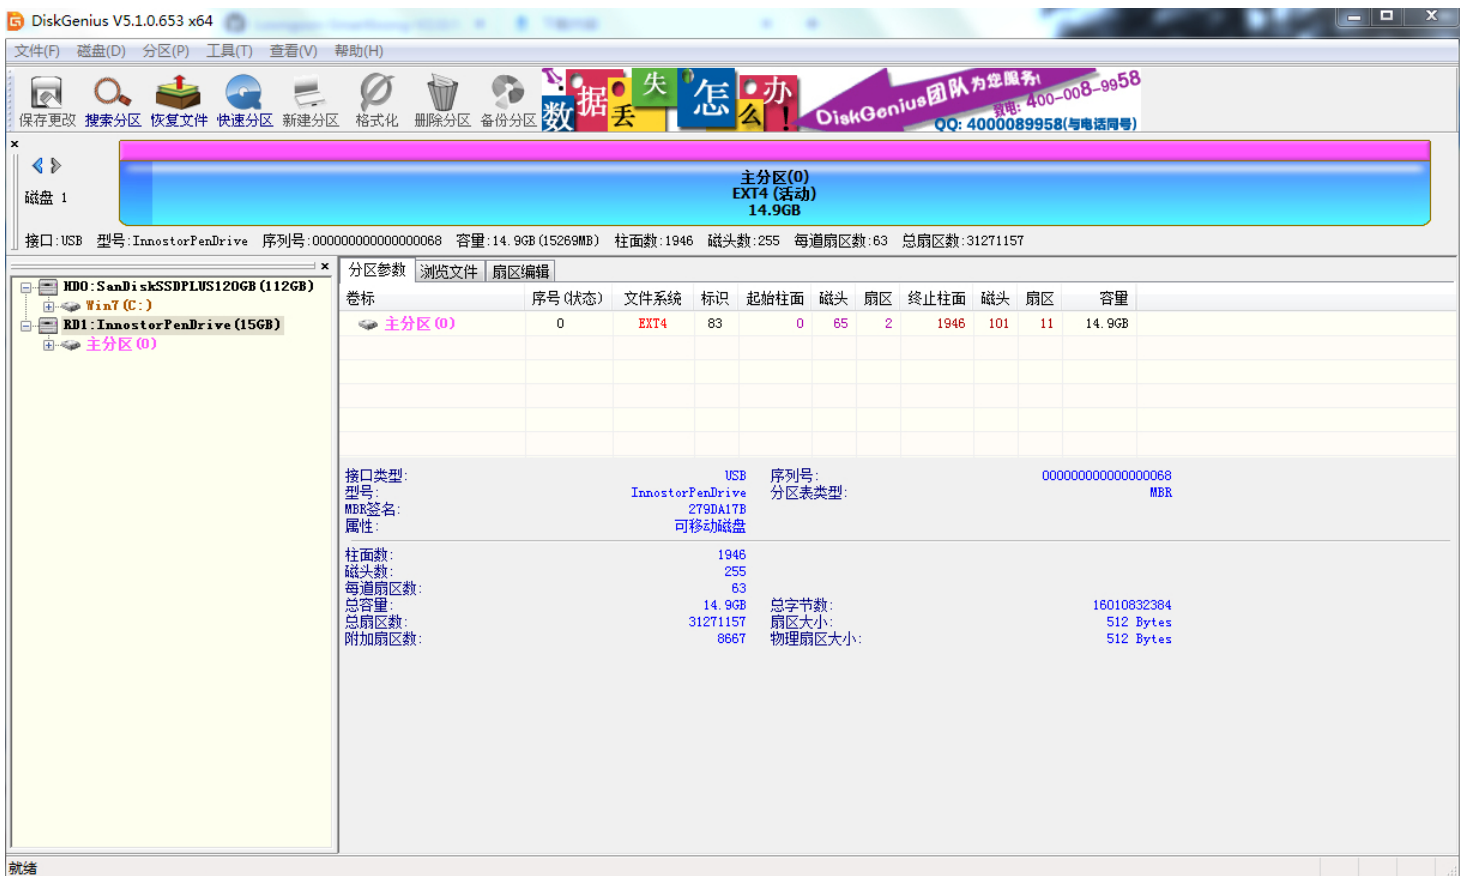 DiskGenius V5.1.0.653 x64
文件(F) 磁盘(D) 分区(P) 工具(T) 查看(V) 帮助(H)
保存更改 搜索分区 恢复文件 快速分区 新建分区 格式化 删除分区 备份分区
数据丢失怎么办!
DiskGenius团队为您服务!
致电: 400-008-9958
QQ: 4000089958(与电话同号)
磁盘 1
主分区(0)
EXT4 (活动)
14.9GB
接口:USB 型号:InnostorPenDrive 序列号:000000000000000068 容量:14.9GB(15269MB) 柱面数:1946 磁头数:255 每道扇区数:63 总扇区数:31271157
HD0:SanDiskSSDPLUS120GB(112GB)
Win7(C:)
RD1:InnostorPenDrive(15GB)
主分区(0)
分区参数 浏览文件 扇区编辑
卷标 序号(状态) 文件系统 标识 起始柱面 磁头 扇区 终止柱面 磁头 扇区 容量
主分区(0) 0 EXT4 83 0 65 2 1946 101 11 14.9GB
接口类型: USB 序列号: 000000000000000068
型号: InnostorPenDrive 分区表类型: MBR
MBR签名: 279DA17B
属性: 可移动磁盘
柱面数: 1946
磁头数: 255
每道扇区数: 63
总容量: 14.9GB 总字节数: 16010832384
总扇区数: 31271157 扇区大小: 512 Bytes
附加扇区数: 8667 物理扇区大小: 512 Bytes
就绪